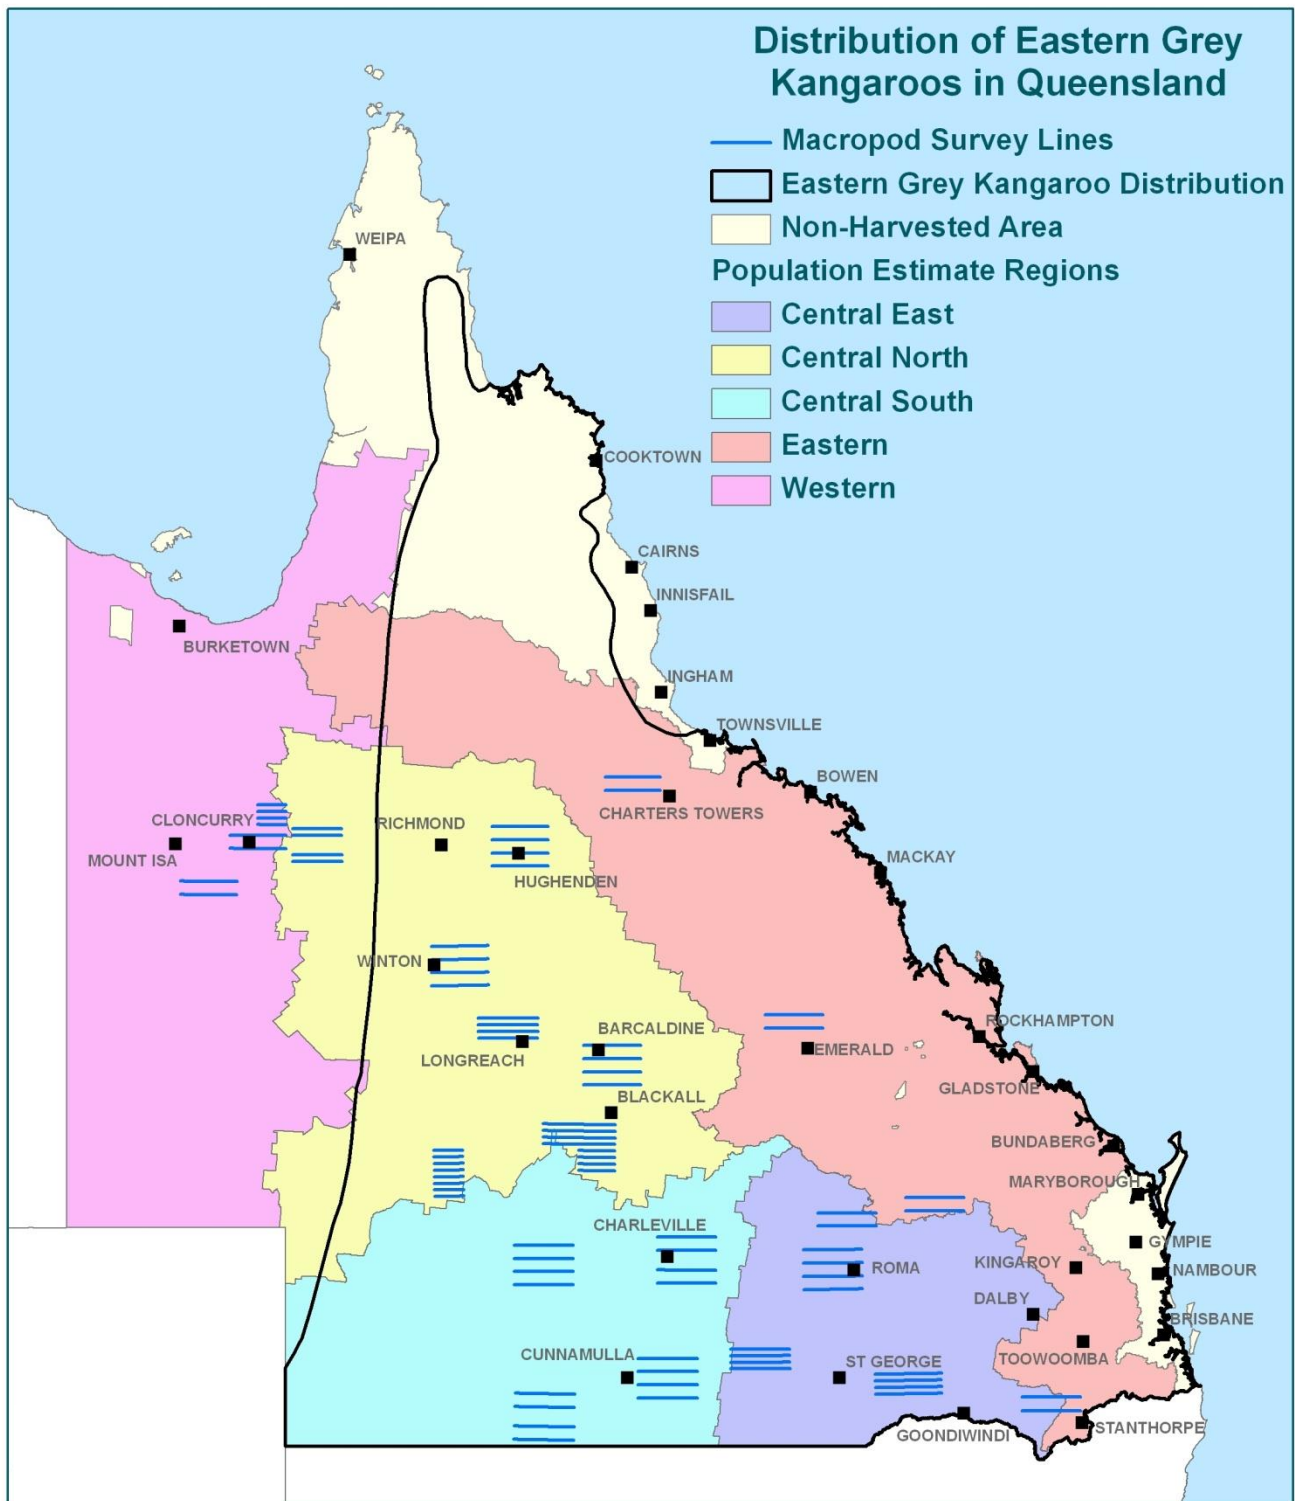 Distribution of Eastern Grey
Kangaroos in Queensland
Macropod Survey Lines
Eastern Grey Kangaroo Distribution
Non-Harvested Area
Population Estimate Regions
Central East
Central North
Central South
Eastern
Western
WEIPA
COOKTOWN
CAIRNS
INNISFAIL
BURKETOWN
INGHAM
TOWNSVILLE
BOWEN
CHARTERS TOWERS
CLONCURRY
RICHMOND
MOUNT ISA
MACKAY
HUGHENDEN
WINTON
ROCKHAMPTON
BARCALDINE
EMERALD
LONGREACH
GLADSTONE
BLACKALL
BUNDABERG
MARYBOROUGH
CHARLEVILLE
GYMPIE
KINGAROY
ROMA
NAMBOUR
DALBY
BRISBANE
CUNNAMULLA
ST GEORGE
TOOWOOMBA
STANTHORPE
GOONDIWINDI